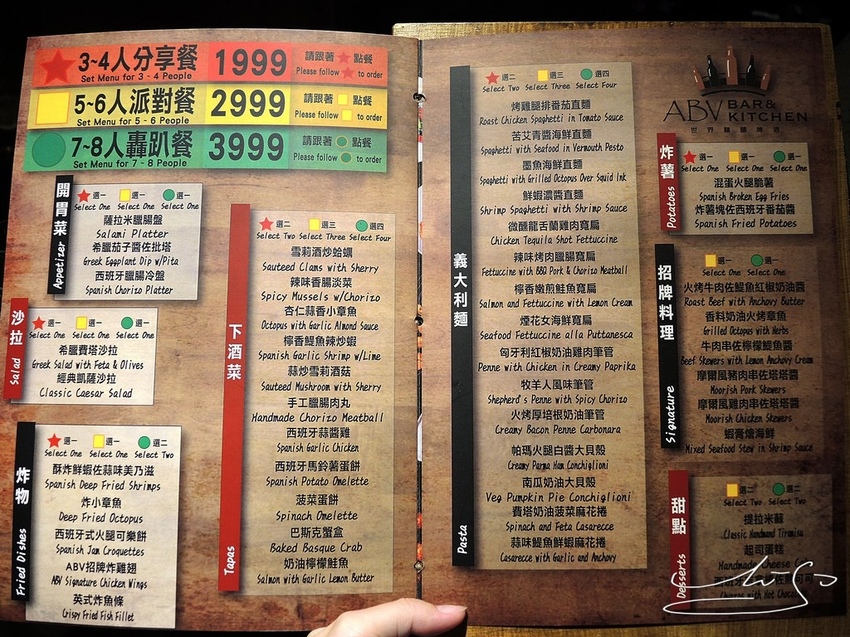 3~4人分享餐 1999 請跟著 點餐
Set Menu for 3 - 4 People Please follow to order
5~6人派對餐 2999 請跟著 點餐
Set Menu for 5 - 6 People Please follow to order
7~8人轟趴餐 3999 請跟著 點餐
Set Menu for 7 - 8 People Please follow to order
開胃菜 Appetizer
選一 選一 選一
Select One Select One Select One
薩拉米臘腸盤
Salami Platter
希臘茄子醬佐批塔
Greek Eggplant Dip w/Pita
西班牙臘腸冷盤
Spanish Chorizo Platter
沙拉 Salad
選一 選一 選一
Select One Select One Select One
希臘費塔沙拉
Greek Salad with Feta & Olives
經典凱薩沙拉
Classic Caesar Salad
炸物 Fried Dishes
選一 選一 選二
Select One Select One Select Two
酥炸鮮蝦佐蒜味美乃滋
Spanish Deep Fried Shrimps
炸小章魚
Deep Fried Octopus
西班牙式火腿可樂餅
Spanish Jam Croquettes
ABV招牌炸雞翅
ABV Signature Chicken Wings
英式炸魚條
Crispy Fried Fish Fillet
下酒菜 Tapas
選二 選三 選四
Select Two Select Three Select Four
雪莉酒炒蛤蠣
Sauteed Clams with Sherry
辣味香腸淡菜
Spicy Mussels w/Chorizo
杏仁蒜香小章魚
Octopus with Garlic Almond Sauce
檸香鯷魚辣炒蝦
Spanish Garlic Shrimp w/Lime
蒜炒雪莉酒菇
Sauteed Mushroom with Sherry
手工臘腸肉丸
Handmade Chorizo Meatball
西班牙蒜醬雞
Spanish Garlic Chicken
西班牙馬鈴薯蛋餅
Spanish Potato Omelette
菠菜蛋餅
Spinach Omelette
巴斯克蟹盒
Baked Basque Crab
奶油檸檬鮭魚
Salmon with Garlic Lemon Butter
義大利麵 Pasta
選二 選三 選四
Select Two Select Three Select Four
烤雞腿排番茄直麵
Roast Chicken Spaghetti in Tomato Sauce
苦艾青醬海鮮直麵
Spaghetti with Seafood in Vermouth Pesto
墨魚海鮮直麵
Spaghetti with Grilled Octopus Over Squid Ink
鮮蝦濃醬直麵
Shrimp Spaghetti with Shrimp Sauce
微醺龍舌蘭雞肉寬扁
Chicken Tequila Shot Fettuccine
辣味烤肉臘腸寬扁
Fettuccine with BBQ Pork & Chorizo Meatball
檸香嫩煎鮭魚寬扁
Salmon and Fettuccine with Lemon Cream
煙花女海鮮寬扁
Seafood Fettuccine alla Puttanesca
匈牙利紅椒奶油雞肉筆管
Penne with Chicken in Creamy Paprika
牧羊人風味筆管
Shepherd's Penne with Spicy Chorizo
火烤厚培根奶油筆管
Creamy Bacon Penne Carbonara
帕瑪火腿白醬大貝殼
Creamy Parma Ham Conchiglioni
南瓜奶油大貝殼
Veg Pumpkin Pie Conchiglioni
費塔奶油菠菜麻花捲
Spinach and Feta Casarecce
蒜味鯷魚鮮蝦麻花捲
Casarecce with Garlic and Anchovy
ABV BAR & KITCHEN
炸薯 Potatoes
選一 選一 選一
Select One Select One Select One
混蛋火腿脆薯
Spanish Broken Egg Fries
炸薯塊佐西班牙番茄醬
Spanish Fried Potatoes
招牌料理 Signature
選一 選一
Select One Select One
火烤牛肉佐鯷魚紅椒奶油醬
Roast Beef with Anchovy Butter
香料奶油火烤章魚
Grilled Octopus with Herbs
牛肉串佐檸檬鯷魚醬
Beef Skewers with Lemon Anchovy Cream
摩爾風豬肉串佐塔塔醬
Moorish Pork Skewers
摩爾風雞肉串佐塔塔醬
Moorish Chicken Skewers
蝦膏燴海鮮
Mixed Seafood Stew in Shrimp Sauce
甜點 Desserts
選二 選二
Select Two Select Two
提拉米蘇
Classic Handmade Tiramisu
起司蛋糕
Handmade Cheese